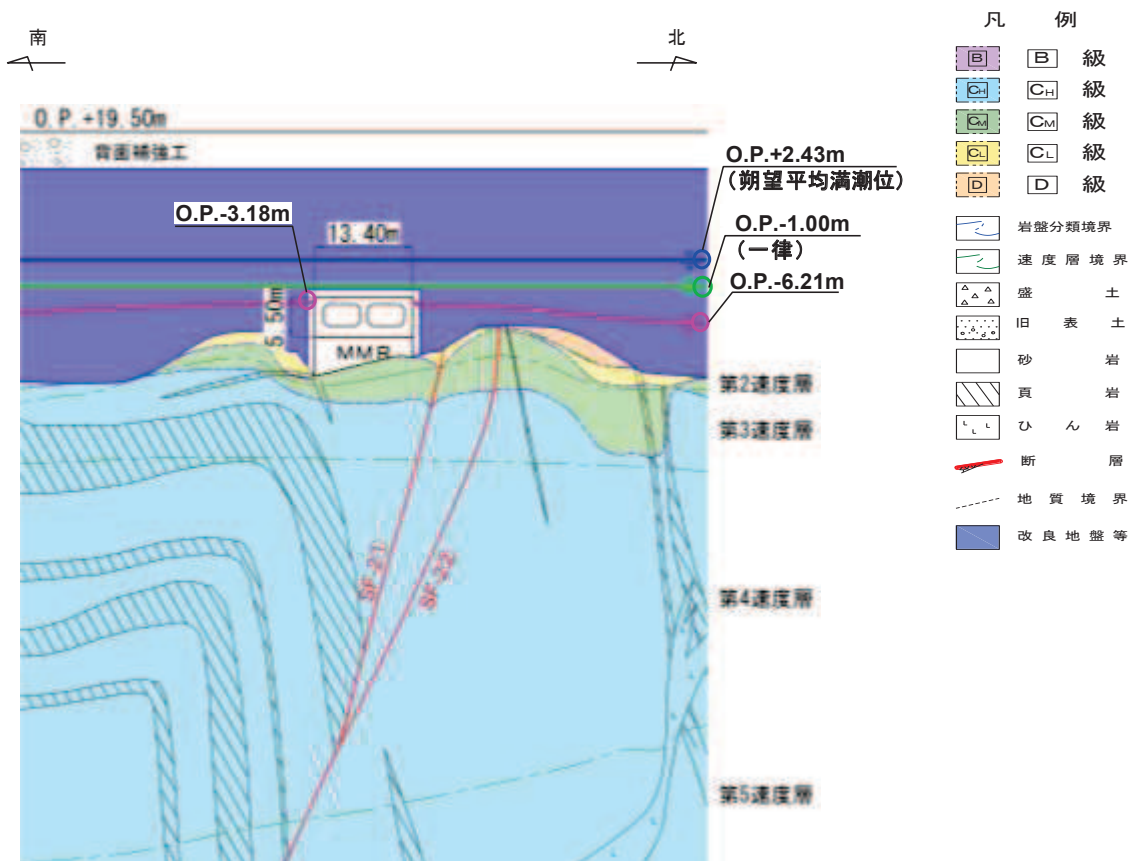 南
北
O.P.+19.50m
背面補強工
O.P.+2.43m
(朔望平均満潮位)
O.P.-3.18m
13.40m
O.P.-1.00m
(一律)
O.P.-6.21m
5.50m
MMR
第2速度層
第3速度層
SF-2１
SF-22
第4速度層
第5速度層
凡 例
B B 級
CH CH 級
CM CM 級
CL CL 級
D D 級
岩盤分類境界
速度層境界
盛土
旧表土
砂岩
頁岩
ひん岩
断層
地質境界
改良地盤等